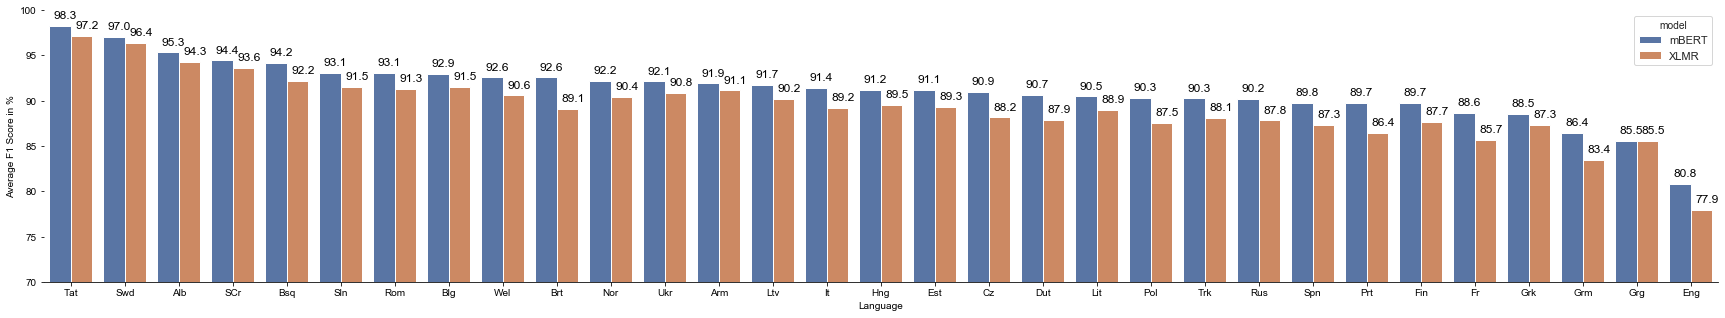 100
95
90
85
80
75
70
Average F1 Score in %
98.3 97.2 97.0 96.4 95.3 94.3 94.4 93.6 94.2 92.2 93.1 91.5 93.1 91.3 92.9 91.5 92.6 90.6 92.6 89.1 92.2 90.4 92.1 90.8 91.9 91.1 91.7 90.2 91.4 89.2 91.2 89.5 91.1 89.3 90.9 88.2 90.7 87.9 90.5 88.9 90.3 87.5 90.3 88.1 90.2 87.8 89.8 87.3 89.7 86.4 89.7 87.7 88.6 85.7 88.5 87.3 86.4 83.4 85.5 85.5 80.8 77.9
model
mBERT
XLMR
Tat Swd Alb SCr Bsq Sln Rom Blg Wel Brt Nor Ukr Arm Ltv It Hng Est Cz Dut Lit Pol Trk Rus Spn Prt Fin Fr Grk Grm Grg Eng
Language